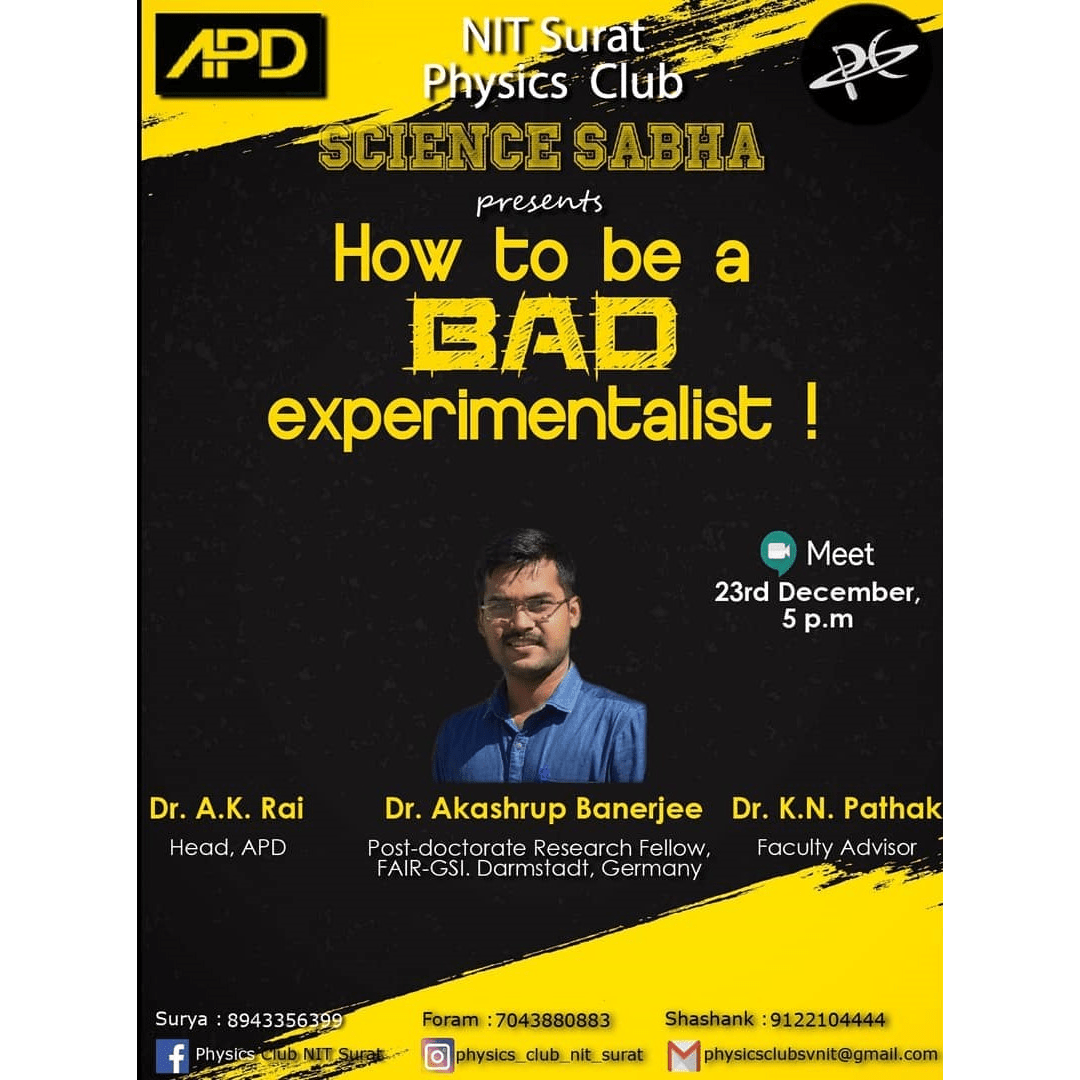 APD
NIT Surat
Physics Club
PC
SCIENCE SABHA
presents
How to be a
BAD
experimentalist !
Meet
23rd December,
5 p.m
Dr. A.K. Rai
Head, APD
Dr. Akashrup Banerjee
Post-doctorate Research Fellow,
FAIR-GSI. Darmstadt, Germany
Dr. K.N. Pathak
Faculty Advisor
Surya : 8943356399
Foram : 7043880883
Shashank : 9122104444
Physics Club NIT Surat
physics_club_nit_surat
physicsclubsvnit@gmail.com